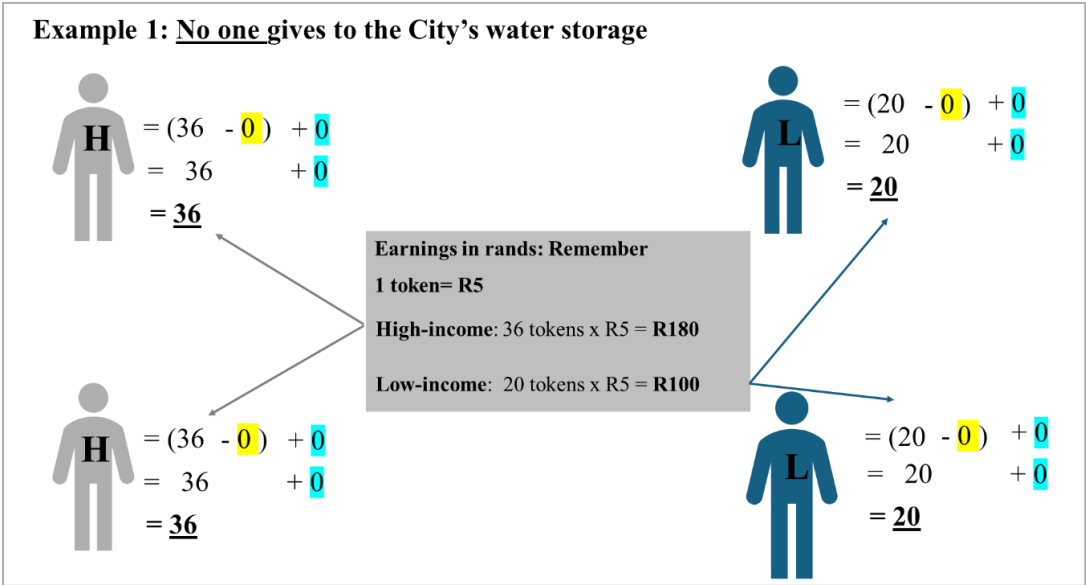 Example 1: No one gives to the City's water storage
H
= (36 - 0 ) + 0
= 36 + 0
= 36
L
= (20 - 0 ) + 0
= 20 + 0
= 20
Earnings in rands: Remember
1 token= R5
High-income: 36 tokens x R5 = R180
Low-income: 20 tokens x R5 = R100
H
= (36 - 0 ) + 0
= 36 + 0
= 36
L
= (20 - 0 ) + 0
= 20 + 0
= 20